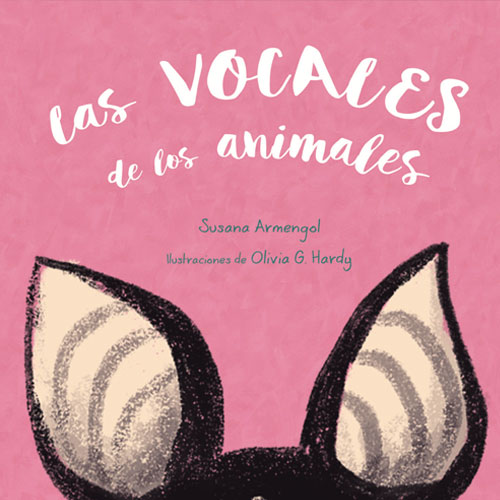 las VOCALES
de los animales
Susana Armengol
Ilustraciones de Olivia G. Hardy